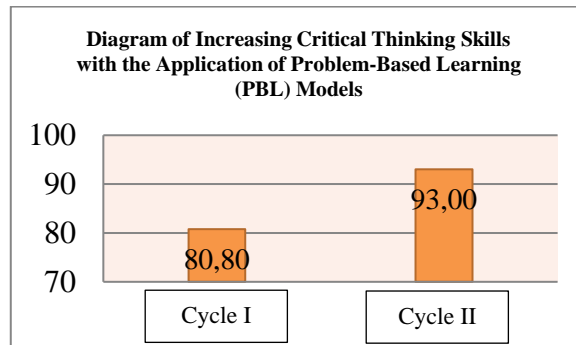 Diagram of Increasing Critical Thinking Skills
with the Application of Problem-Based Learning
(PBL) Models
100
90
80
70
80,80
93,00
Cycle I
Cycle II